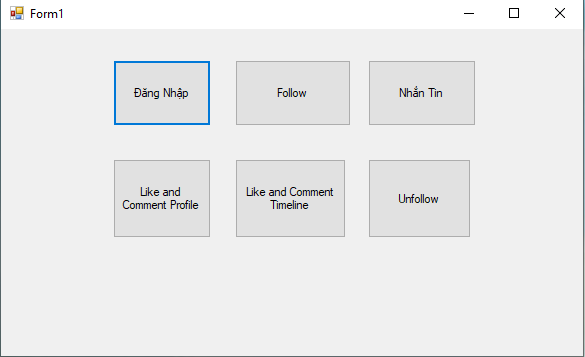 Form1
Đăng Nhập
Follow
Nhắn Tin
Like and
Comment Profile
Like and Comment
Timeline
Unfollow